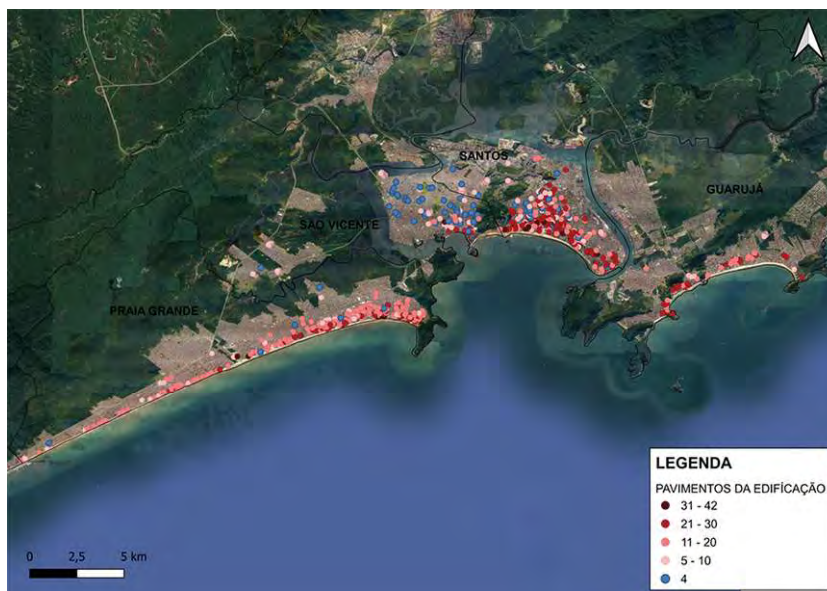 SANTOS
GUARUJÁ
SÃO VICENTE
PRAIA GRANDE
LEGENDA
PAVIMENTOS DA EDIFÍCAÇÃO
31 - 42
21 - 30
11 - 20
5 - 10
4
0 2,5 5 km